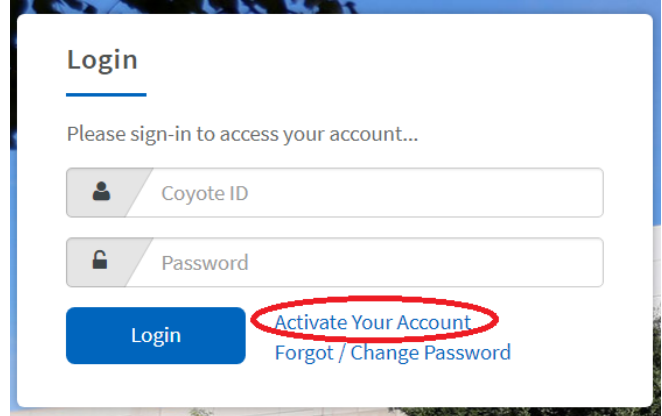 Login
Please sign-in to access your account...
Coyote ID
Password
Login
Activate Your Account
Forgot / Change Password